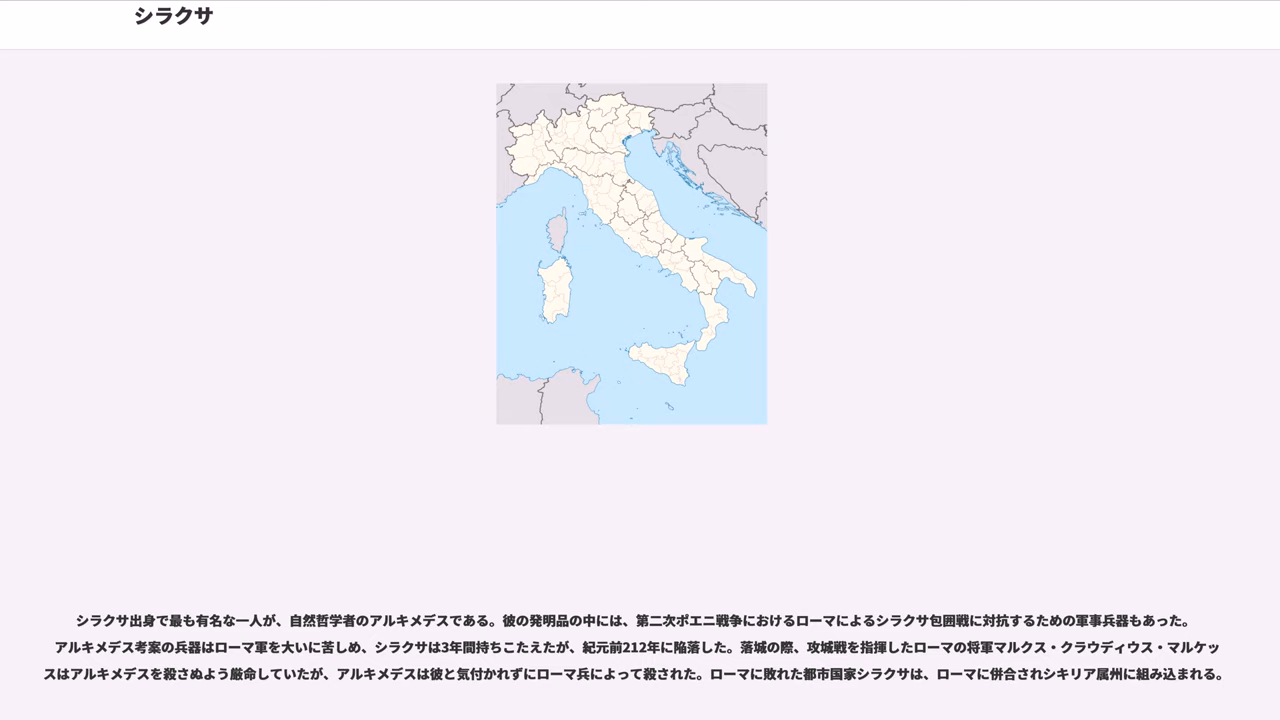 シラクサ
シラクサ出身で最も有名な一人が、自然哲学者のアルキメデスである。彼の発明品の中には、第二次ポエニ戦争におけるローマによるシラクサ包囲戦に対抗するための軍事兵器もあった。
アルキメデス考案の兵器はローマ軍を大いに苦しめ、シラクサは3年間持ちこたえたが、紀元前212年に陥落した。落城の際、攻城戦を指揮したローマの将軍マルクス・クラウディウス・マルケッ
スはアルキメデスを殺さぬよう厳命していたが、アルキメデスは彼と気付かれずにローマ兵によって殺された。ローマに敗れた都市国家シラクサは、ローマに併合されシキリア属州に組み込まれる。